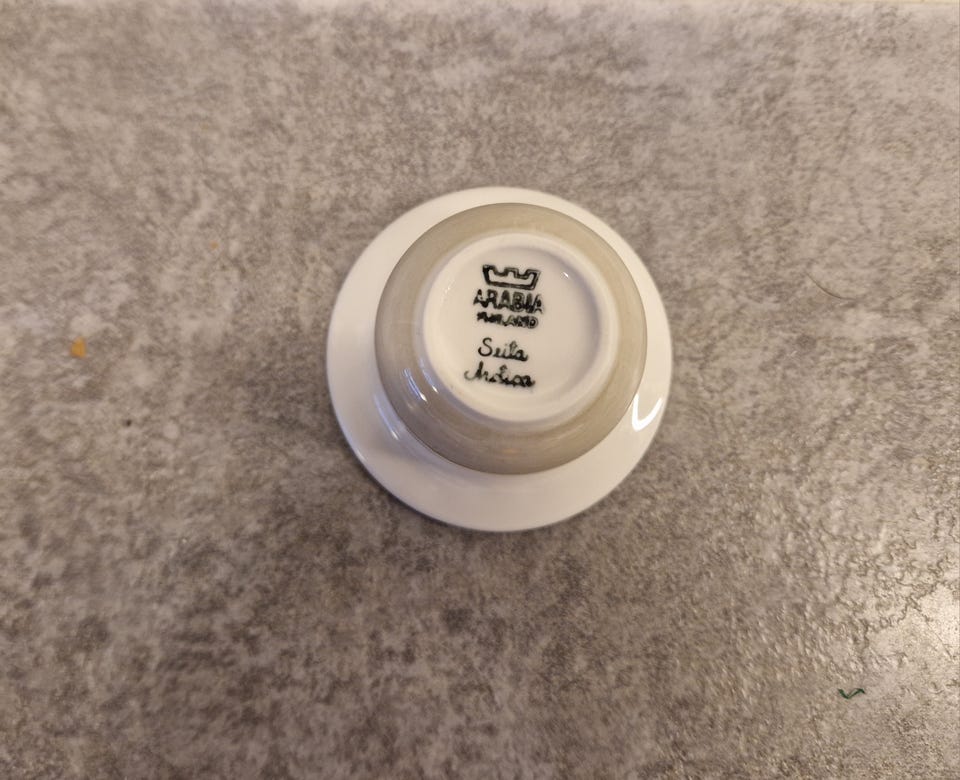 ARABIA
FINLAND
Seita
Arctica